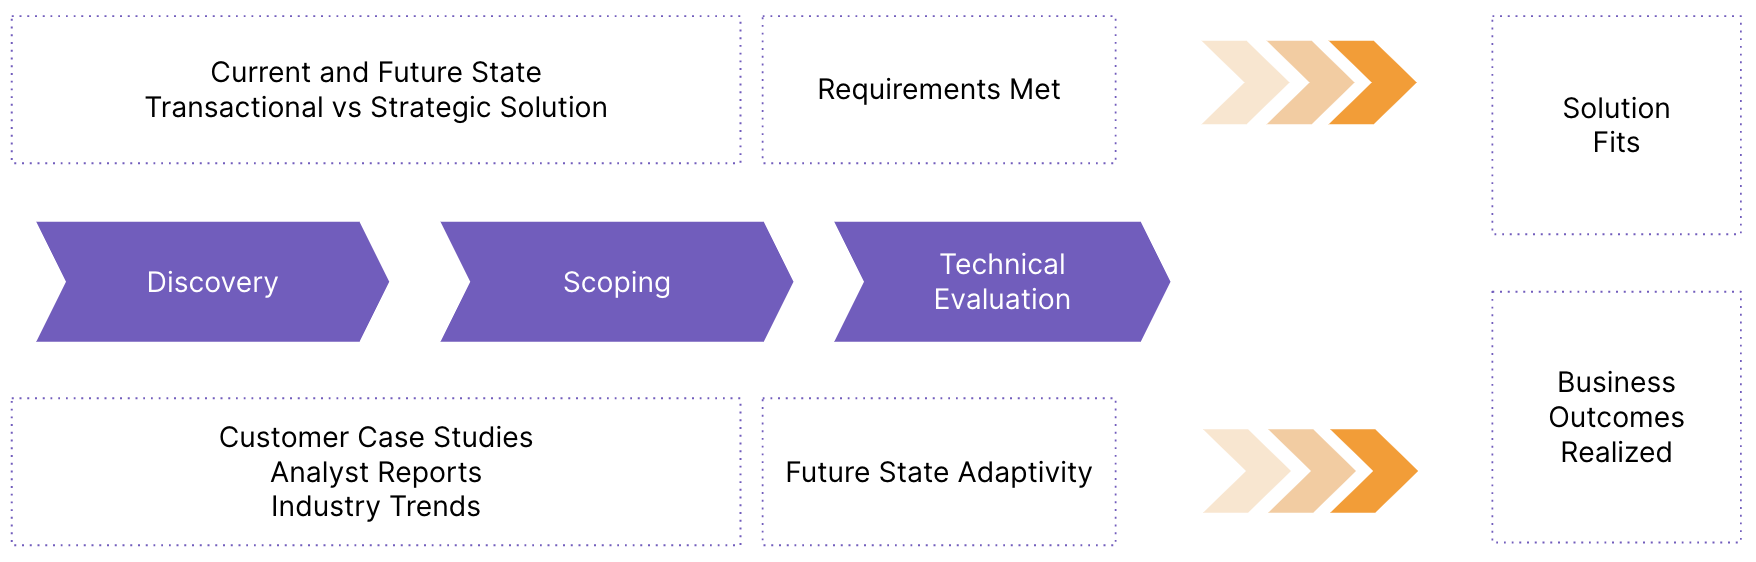 Current and Future State
Transactional vs Strategic Solution
Requirements Met
Solution
Fits
Discovery
Scoping
Technical
Evaluation
Customer Case Studies
Analyst Reports
Industry Trends
Future State Adaptivity
Business
Outcomes
Realized